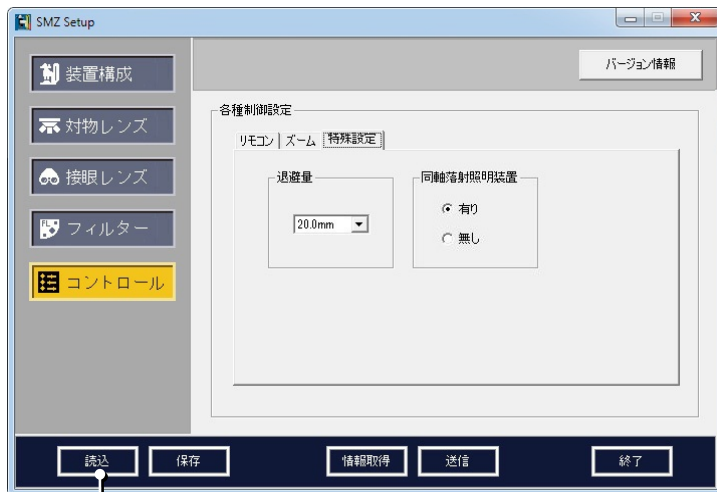 SMZ Setup
バージョン情報
装置構成
対物レンズ
接眼レンズ
フィルター
コントロール
各種制御設定
リモコン ズーム 特殊設定
退避量
20.0mm
同軸落射照明装置
有り
無し
読込 保存 情報取得 送信 終了